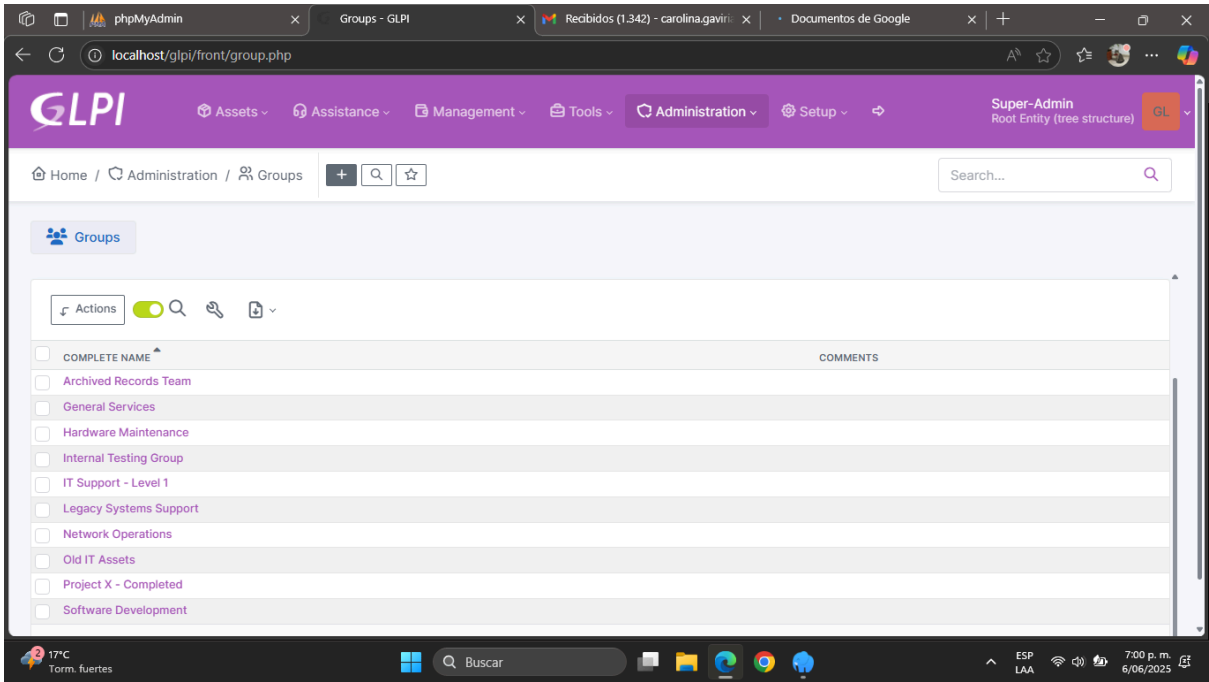 phpMyAdmin
Groups - GLPI
Recibidos (1.342) - carolina.gaviri
Documentos de Google
localhost/glpi/front/group.php
GLPI
Assets
Assistance
Management
Tools
Administration
Setup
Super-Admin
Root Entity (tree structure)
GL
Home / Administration / Groups
Search...
Groups
Actions
COMPLETE NAME
COMMENTS
Archived Records Team
General Services
Hardware Maintenance
Internal Testing Group
IT Support - Level 1
Legacy Systems Support
Network Operations
Old IT Assets
Project X - Completed
Software Development
2
17°C
Torm. fuertes
Buscar
ESP
LAA
7:00 p. m.
6/06/2025